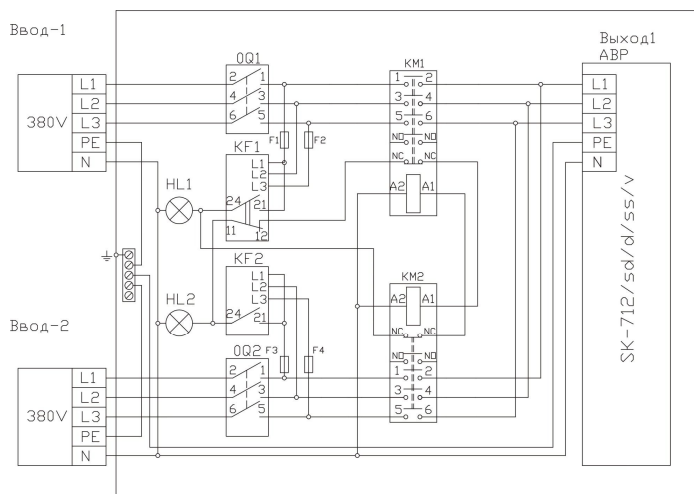 Ввод-1
380V
L1
L2
L3
PE
N
0Q1
2 1
4 3
6 5
F1 F2
KF1
L1
L2
L3
24 21
11 12
HL1
KM1
1 2
3 4
5 6
NO NO
NC NC
A2 A1
Выход1
АВР
L1
L2
L3
PE
N
SK-712/sd/d/ss/v
KF2
L1
L2
L3
24 21
HL2
KM2
A2 A1
NC NC
NO NO
1 2
3 4
5 6
F3 F4
0Q2
2 1
4 3
6 5
Ввод-2
380V
L1
L2
L3
PE
N